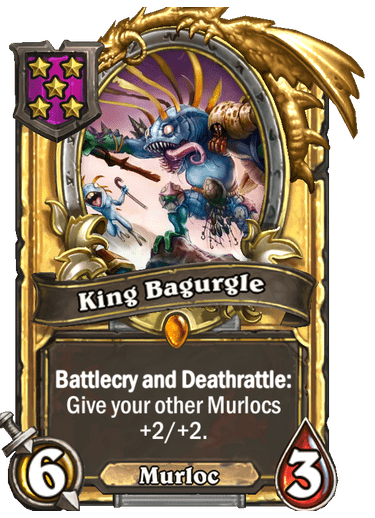 King Bagurgle
Battlecry and Deathrattle:
Give your other Murlocs
+2/+2.
6
Murloc
3